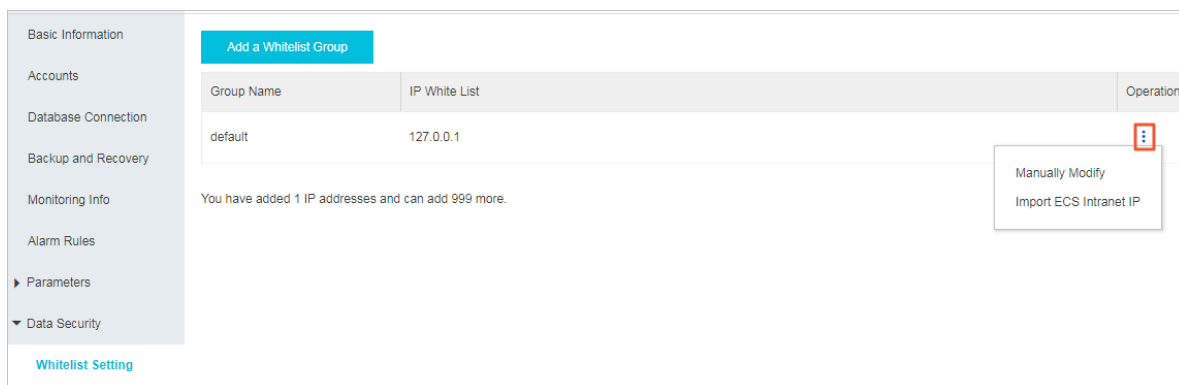 Basic Information
Accounts
Database Connection
Backup and Recovery
Monitoring Info
Alarm Rules
Parameters
Data Security
Whitelist Setting
Add a Whitelist Group
Group Name IP White List Operation
default 127.0.0.1
Manually Modify
Import ECS Intranet IP
You have added 1 IP addresses and can add 999 more.